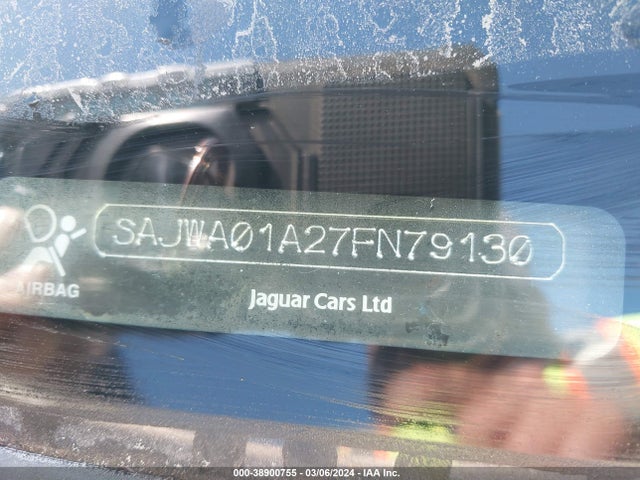 SAJWA01A27FN79130
AIRBAG
Jaguar Cars Ltd
000-38900755 - 03/06/2024 - IAA Inc.